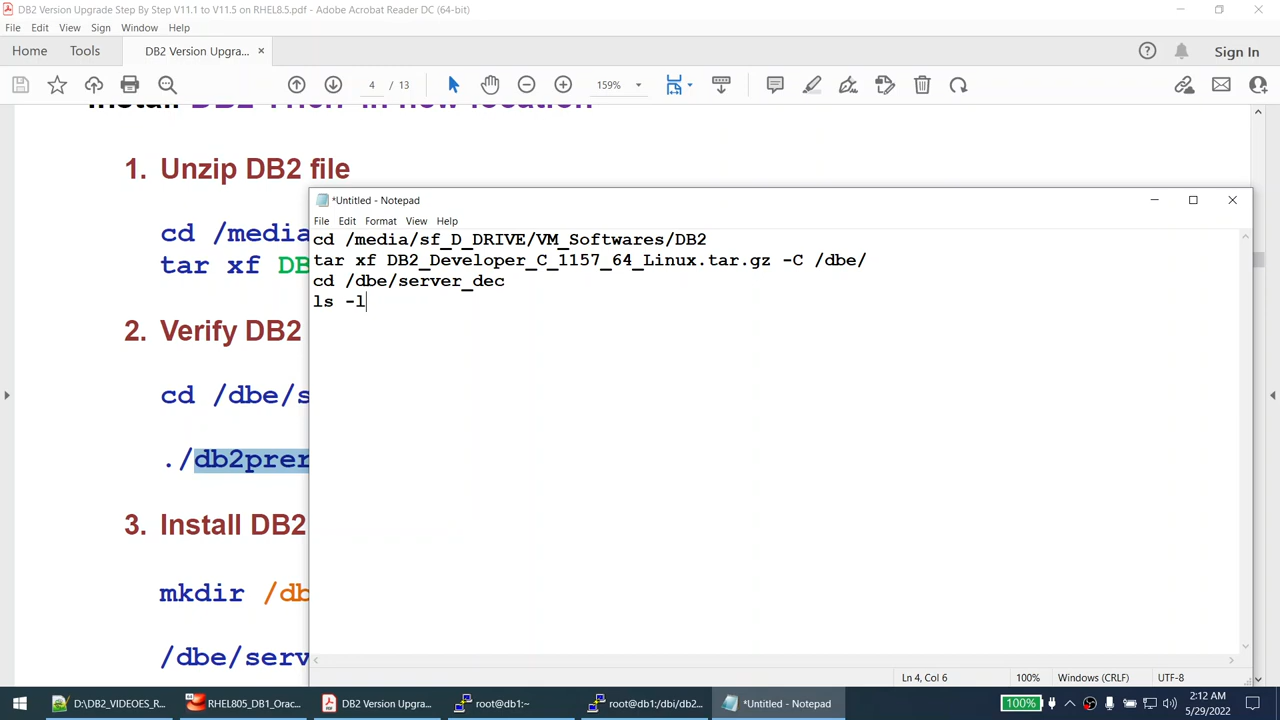 DB2 Version Upgrade Step By Step V11.1 to V11.5 on RHEL8.5.pdf - Adobe Acrobat Reader DC (64-bit)
File Edit View Sign Window Help
Home Tools DB2 Version Upgra... × Sign In
4 / 13 159%
1. Unzip DB2 file
cd /media
tar xf DB
2. Verify DB2
cd /dbe/s
./db2prer
3. Install DB2
mkdir /db
/dbe/serv
*Untitled - Notepad
File Edit Format View Help
cd /media/sf_D_DRIVE/VM_Softwares/DB2
tar xf DB2_Developer_C_1157_64_Linux.tar.gz -C /dbe/
cd /dbe/server_dec
ls -l
Ln 4, Col 6 100% Windows (CRLF) UTF-8
D:\DB2_VIDEOES_R... RHEL805_DB1_Orac... DB2 Version Upgra... root@db1:~ root@db1:/dbi/db2... *Untitled - Notepad 100% 2:12 AM
5/29/2022